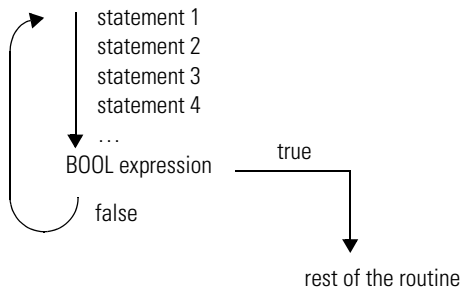 statement 1
statement 2
statement 3
statement 4
...
BOOL expression
true
false
rest of the routine